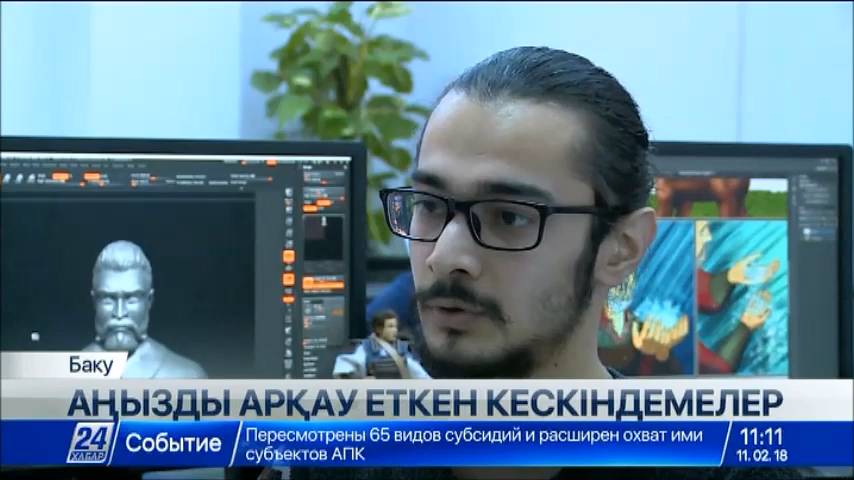 Баку
АҢЫЗДЫ АРҚАУ ЕТКЕН КЕСКІНДЕМЕЛЕР
24
ХАБАР
Событие
Пересмотрены 65 видов субсидий и расширен охват ими
субъектов АПК
11:11
11.02.18